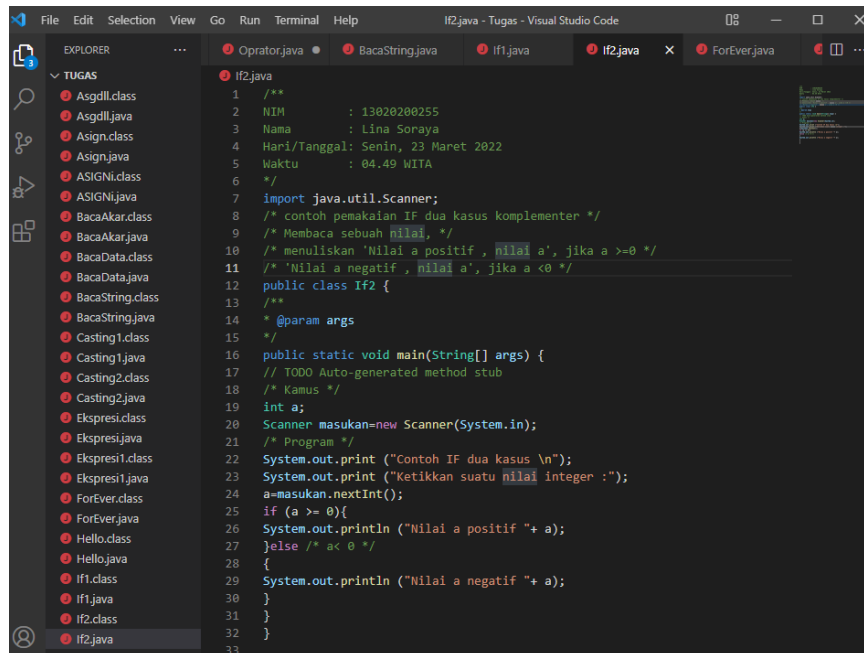 File Edit Selection View Go Run Terminal Help If2.java - Tugas - Visual Studio Code
EXPLORER ... Oprator.java BacaString.java If1.java If2.java ForEver.java
3
TUGAS
Asgdll.class
Asgdll.java
Asign.class
Asign.java
ASIGNi.class
ASIGNi.java
BacaAkar.class
BacaAkar.java
BacaData.class
BacaData.java
BacaString.class
BacaString.java
Casting1.class
Casting1.java
Casting2.class
Casting2.java
Ekspresi.class
Ekspresi.java
Ekspresi1.class
Ekspresi1.java
ForEver.class
ForEver.java
Hello.class
Hello.java
If1.class
If1.java
If2.class
If2.java
If2.java
1 /**
2 NIM : 13020200255
3 Nama : Lina Soraya
4 Hari/Tanggal: Senin, 23 Maret 2022
5 Waktu : 04.49 WITA
6 */
7 import java.util.Scanner;
8 /* contoh pemakaian IF dua kasus komplementer */
9 /* Membaca sebuah nilai, */
10 /* menuliskan 'Nilai a positif , nilai a', jika a >=0 */
11 /* 'Nilai a negatif , nilai a', jika a <0 */
12 public class If2 {
13 /**
14 * @param args
15 */
16 public static void main(String[] args) {
17 // TODO Auto-generated method stub
18 /* Kamus */
19 int a;
20 Scanner masukan=new Scanner(System.in);
21 /* Program */
22 System.out.print ("Contoh IF dua kasus \n");
23 System.out.print ("Ketikkan suatu nilai integer :");
24 a=masukan.nextInt();
25 if (a >= 0){
26 System.out.println ("Nilai a positif "+ a);
27 }else /* a< 0 */
28 {
29 System.out.println ("Nilai a negatif "+ a);
30 }
31 }
32 }
33